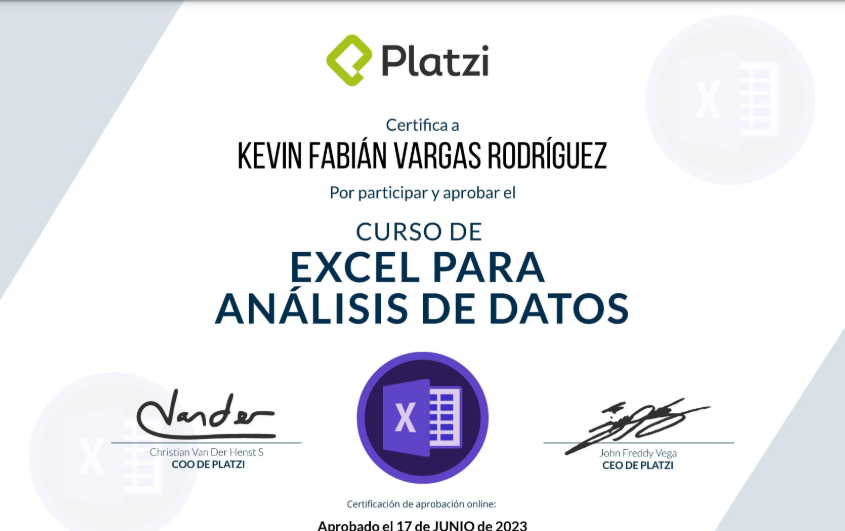 Platzi
Certifica a
KEVIN FABIÁN VARGAS RODRÍGUEZ
Por participar y aprobar el
CURSO DE
EXCEL PARA
ANÁLISIS DE DATOS
X
Christian Van Der Henst S
COO DE PLATZI
John Freddy Vega
CEO DE PLATZI
Certificación de aprobación online:
Aprobado el 17 de JUNIO de 2023